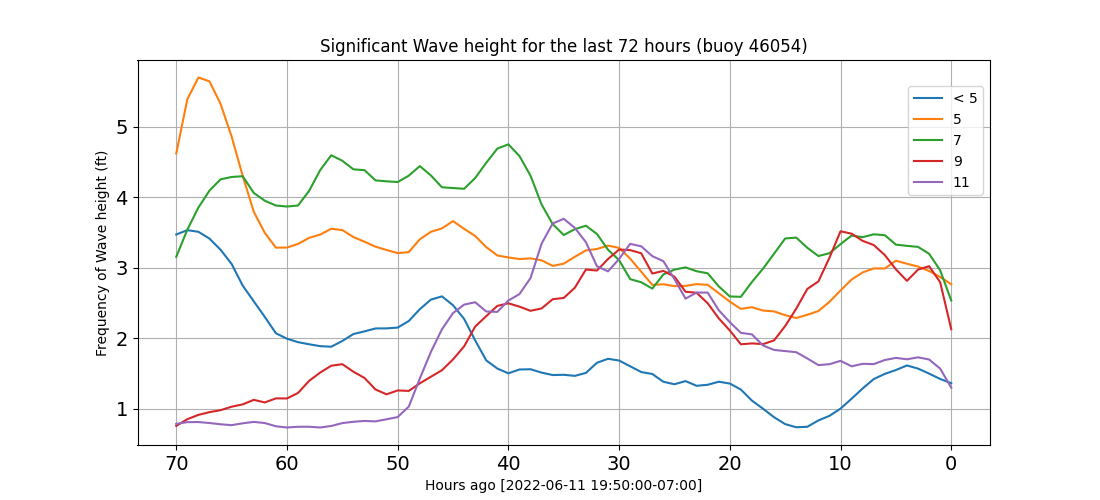 Significant Wave height for the last 72 hours (buoy 46054)
Frequency of Wave height (ft)
5
4
3
2
1
< 5
5
7
9
11
70 60 50 40 30 20 10 0
Hours ago [2022-06-11 19:50:00-07:00]